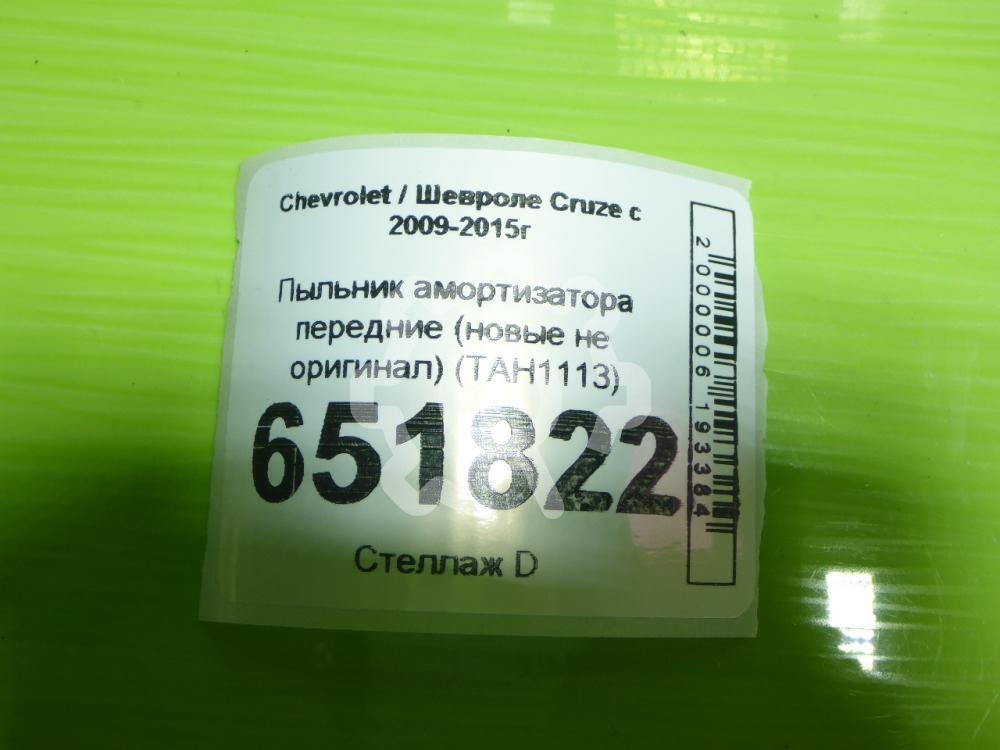 Chevrolet / Шевроле Cruze с
2009-2015г
Пыльник амортизатора
передние (новые не
оригинал) (TAH1113)
651822
Стеллаж D
2000006193384